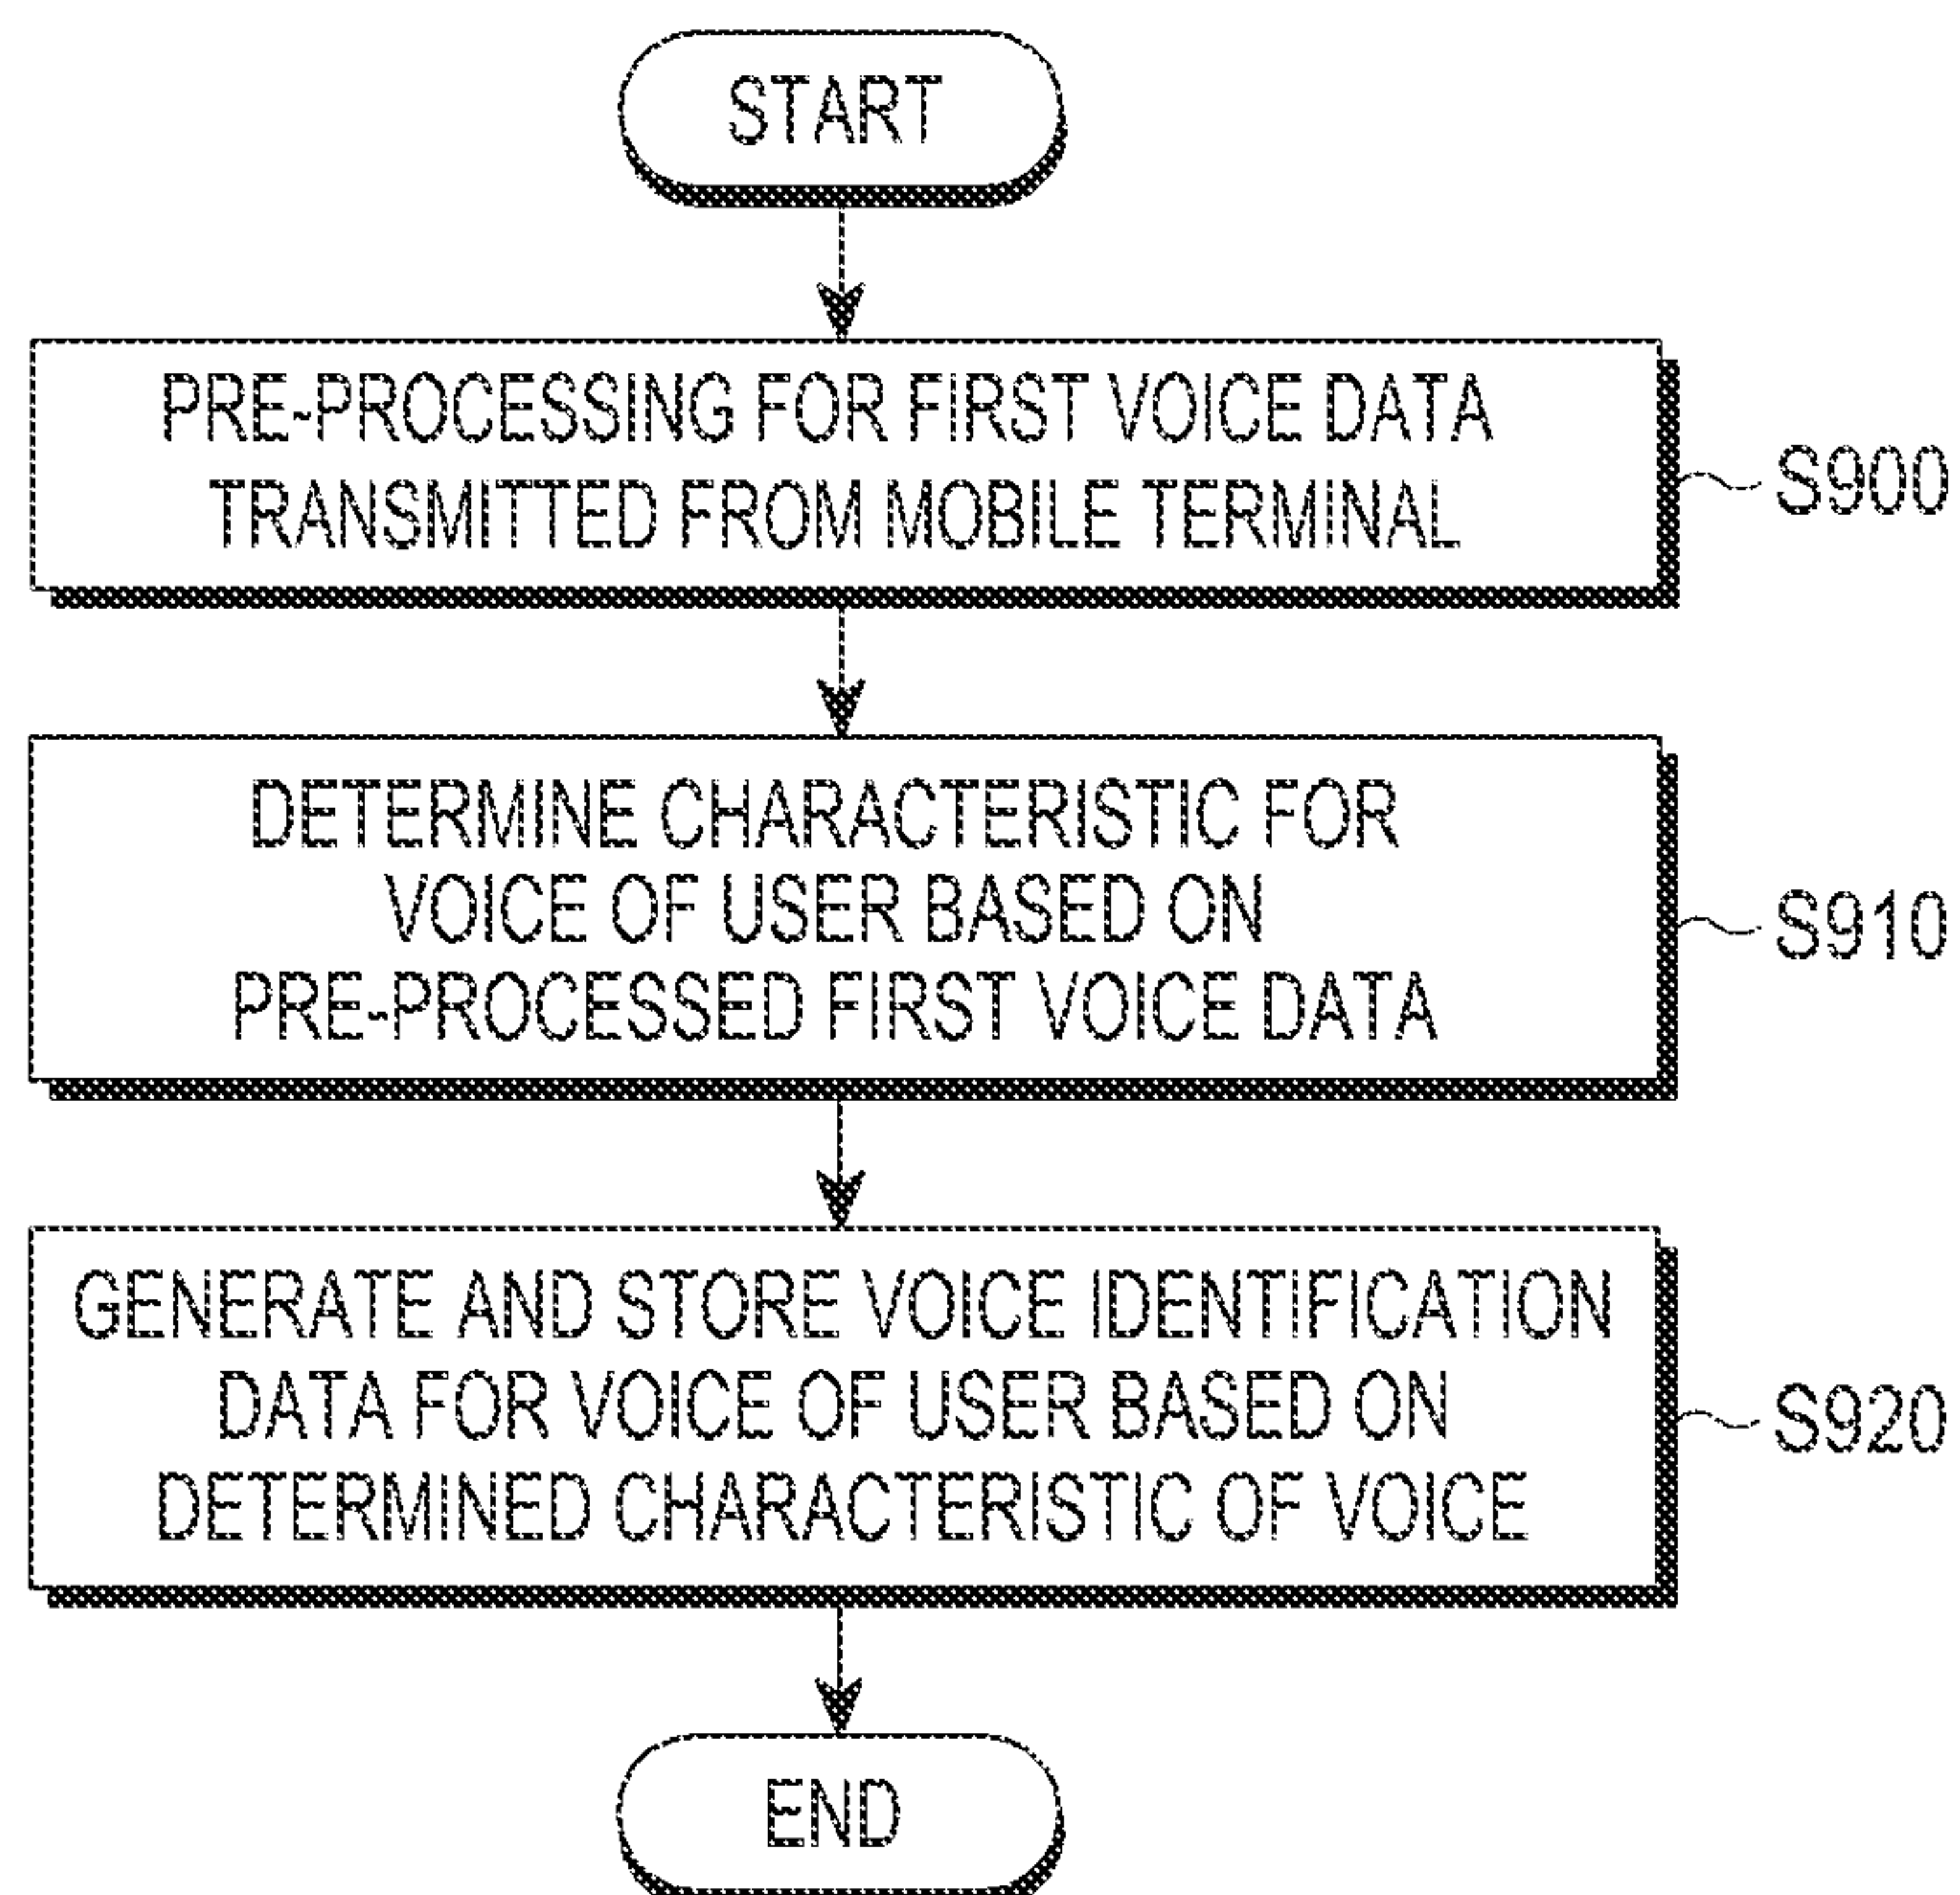 START
PRE-PROCESSING FOR FIRST VOICE DATA
TRANSMITTED FROM MOBILE TERMINAL
S900
DETERMINE CHARACTERISTIC FOR
VOICE OF USER BASED ON
PRE-PROCESSED FIRST VOICE DATA
S910
GENERATE AND STORE VOICE IDENTIFICATION
DATA FOR VOICE OF USER BASED ON
DETERMINED CHARACTERISTIC OF VOICE
S920
END